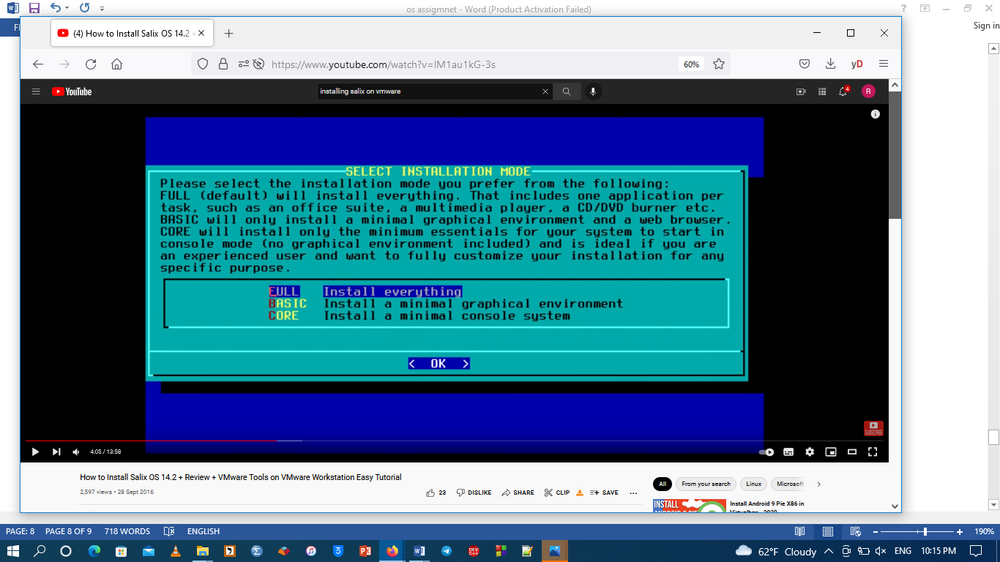 os assigmnet - Word (Product Activation Failed)
Sign in
(4) How to Install Salix OS 14.2
https://www.youtube.com/watch?v=IM1au1kG-3s
60%
yD
YouTube
installing salix on vmware
4
R
SELECT INSTALLATION MODE
Please select the installation mode you prefer from the following:
FULL (default) will install everything. That includes one application per
task, such as an office suite, a multimedia player, a CD/DVD burner etc.
BASIC will only install a minimal graphical environment and a web browser.
CORE will install only the minimum essentials for your system to start in
console mode (no graphical environment included) and is ideal if you are
an experienced user and want to fully customize your installation for any
specific purpose.
FULL Install everything
BASIC Install a minimal graphical environment
CORE Install a minimal console system
< OK >
SUBSCRIBE
4:05 / 13:58
How to Install Salix OS 14.2 + Review + VMware Tools on VMware Workstation Easy Tutorial
2,597 views • 28 Sept 2016
23 DISLIKE SHARE CLIP SAVE ...
All From your search Linux Microsoft
INSTALL
Install Android 9 Pie X86 in
PAGE: 8 PAGE 8 OF 9 718 WORDS ENGLISH
190%
62°F Cloudy ENG 10:15 PM